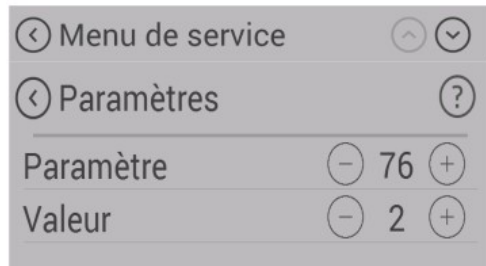 Menu de service
Paramètres ?
Paramètre - 76 +
Valeur - 2 +